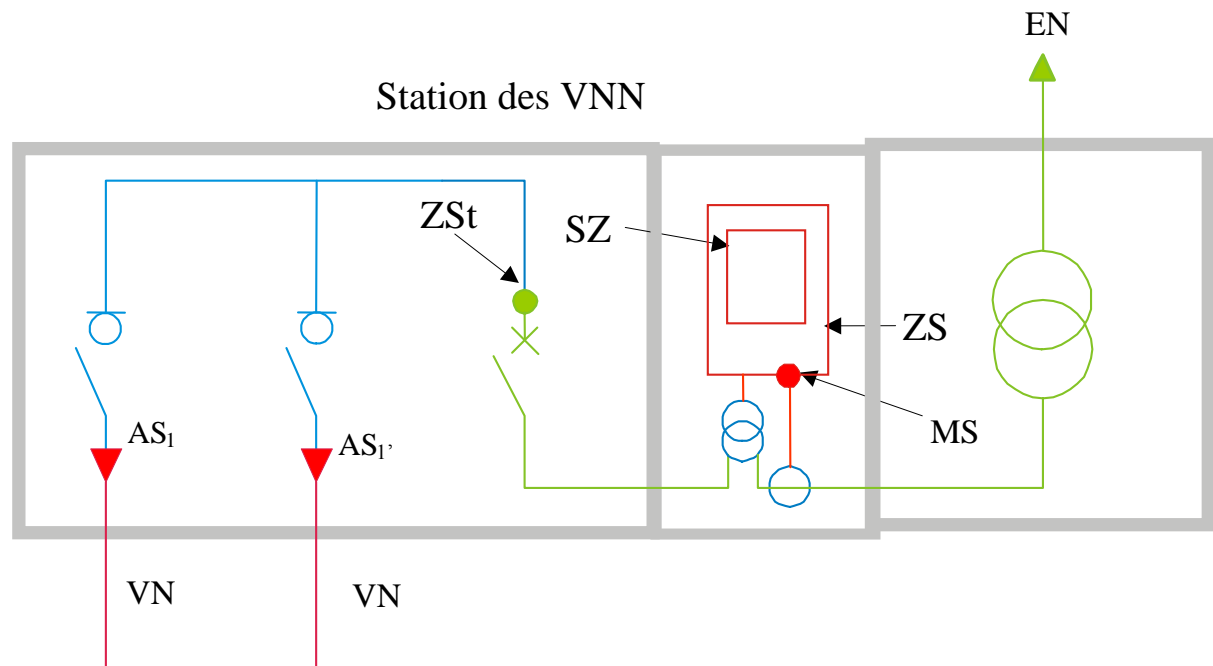 EN
Station des VNN
ZSt
SZ
ZS
AS₁
AS₁’
MS
VN
VN